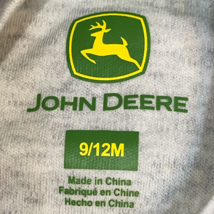 JOHN DEERE
9/12M
Made in China
Fabriqué en Chine
Hecho en China